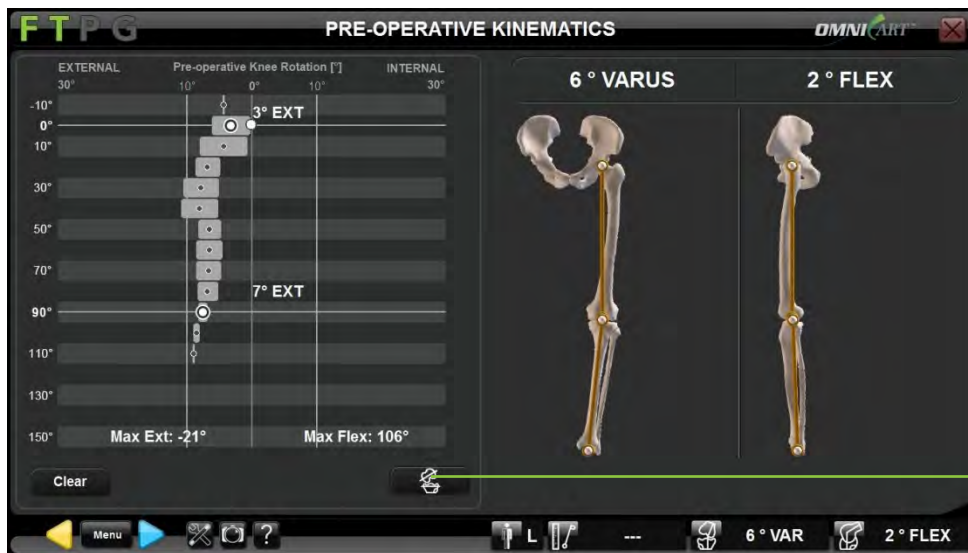 F T P G
PRE-OPERATIVE KINEMATICS
OMNI ART™
EXTERNAL Pre-operative Knee Rotation [°] INTERNAL
30° 10° 0° 10° 30°
-10°
3° EXT
0°
10°
30°
50°
70°
7° EXT
90°
110°
130°
150°
Max Ext: -21° Max Flex: 106°
Clear
6 ° VARUS
2 ° FLEX
Menu
?
L
---
6 ° VAR
2 ° FLEX